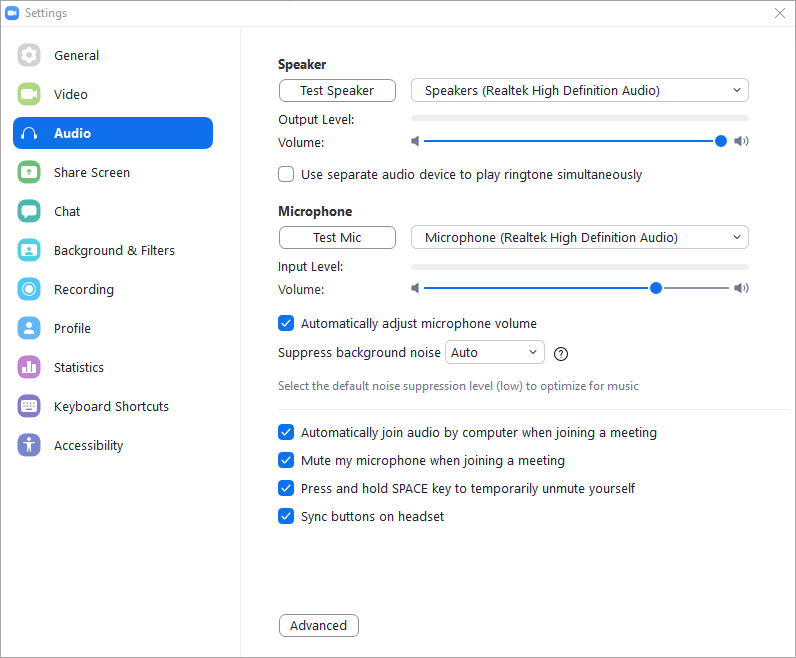 Settings
General
Video
Audio
Share Screen
Chat
Background & Filters
Recording
Profile
Statistics
Keyboard Shortcuts
Accessibility
Speaker
Test Speaker
Speakers (Realtek High Definition Audio)
Output Level:
Volume:
Use separate audio device to play ringtone simultaneously
Microphone
Test Mic
Microphone (Realtek High Definition Audio)
Input Level:
Volume:
Automatically adjust microphone volume
Suppress background noise Auto ?
Select the default noise suppression level (low) to optimize for music
Automatically join audio by computer when joining a meeting
Mute my microphone when joining a meeting
Press and hold SPACE key to temporarily unmute yourself
Sync buttons on headset
Advanced